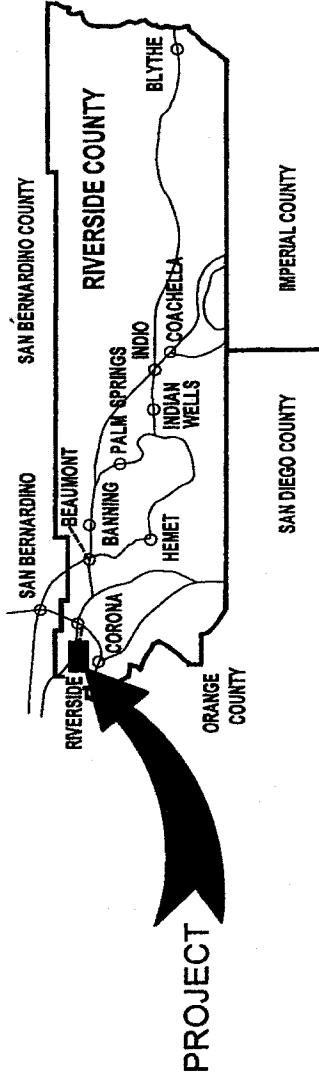 SAN BERNARDINO COUNTY
SAN BERNARDINO
BEAUMONT
RIVERSIDE COUNTY
BANNING
PALM SPRINGS
INDIO
COACHELLA
BLYTHE
RIVERSIDE
CORONA
HEMET
INDIAN
WELLS
ORANGE
COUNTY
SAN DIEGO COUNTY
IMPERIAL COUNTY
PROJECT